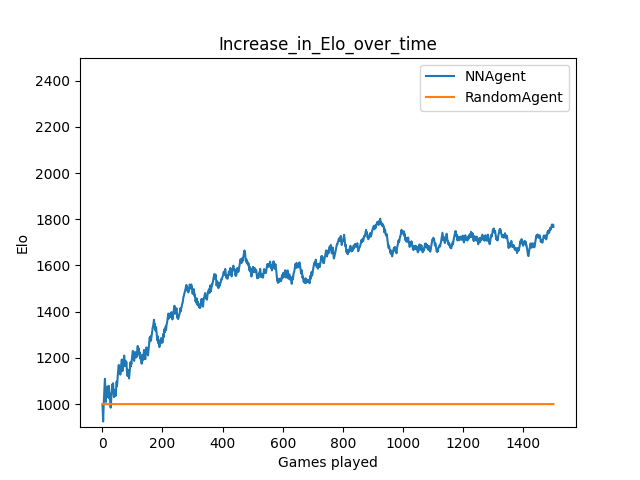 Increase_in_Elo_over_time
NNAgent
RandomAgent
2400
2200
2000
1800
1600
1400
1200
1000
Elo
0 200 400 600 800 1000 1200 1400
Games played